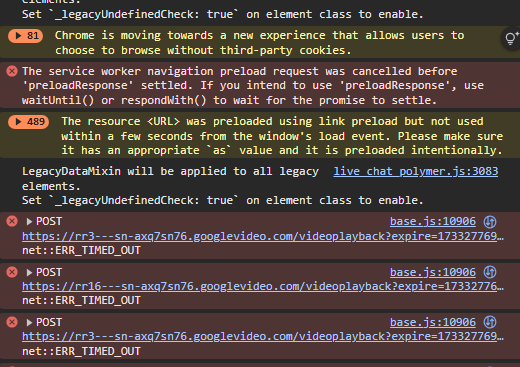 elements.
Set `_legacyUndefinedCheck: true` on element class to enable.
81 Chrome is moving towards a new experience that allows users to
choose to browse without third-party cookies.
The service worker navigation preload request was cancelled before
'preloadResponse' settled. If you intend to use 'preloadResponse', use
waitUntil() or respondWith() to wait for the promise to settle.
489 The resource <URL> was preloaded using link preload but not used
within a few seconds from the window's load event. Please make sure
it has an appropriate `as` value and it is preloaded intentionally.
LegacyDataMixin will be applied to all legacy live chat polymer.js:3083
elements.
Set `_legacyUndefinedCheck: true` on element class to enable.
POST base.js:10906
https://rr3---sn-axq7sn76.googlevideo.com/videoplayback?expire=173327769…
net::ERR_TIMED_OUT
POST base.js:10906
https://rr16---sn-axq7sn76.googlevideo.com/videoplayback?expire=17332776…
net::ERR_TIMED_OUT
POST base.js:10906
https://rr3---sn-axq7sn76.googlevideo.com/videoplayback?expire=173327769…
net::ERR_TIMED_OUT